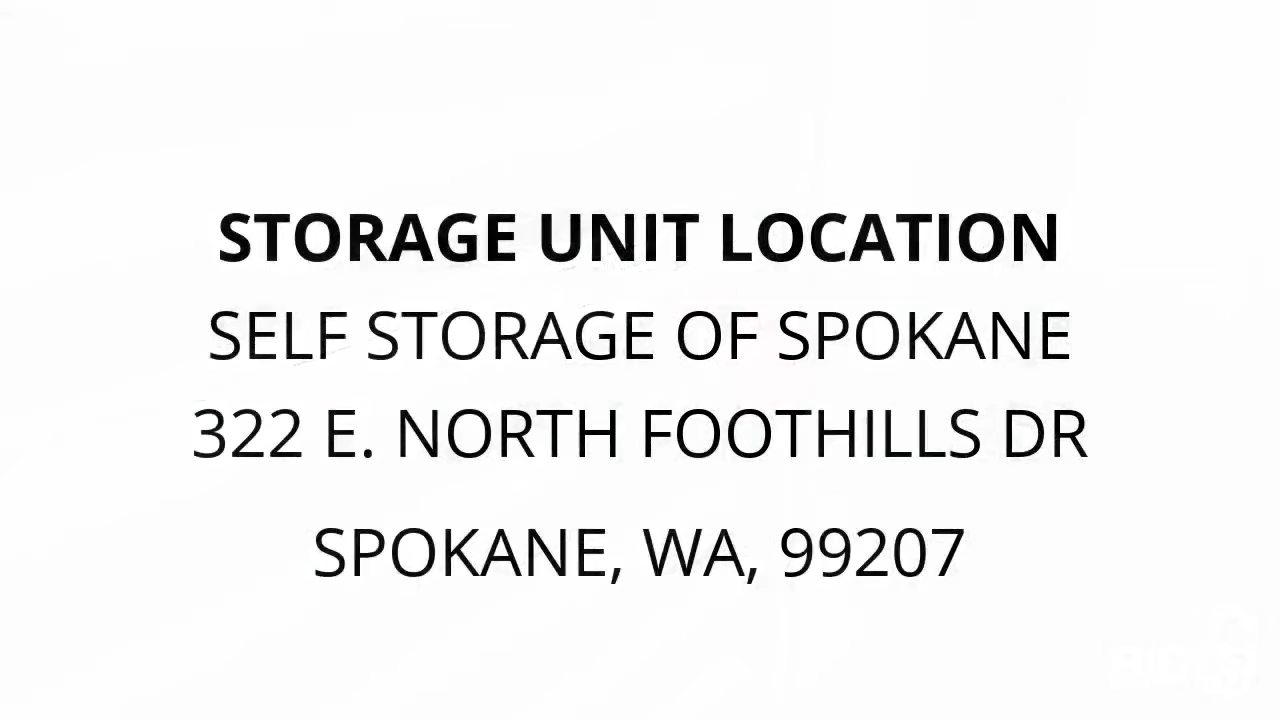 STORAGE UNIT LOCATION
SELF STORAGE OF SPOKANE
322 E. NORTH FOOTHILLS DR
SPOKANE, WA, 99207